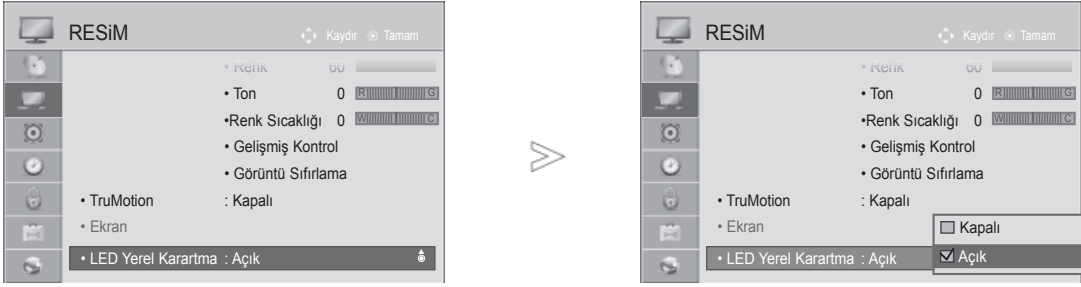 RESiM
Kaydır Tamam
• Renk 60
• Ton 0 R G
•Renk Sıcaklığı 0 W C
• Gelişmiş Kontrol
• Görüntü Sıfırlama
• TruMotion : Kapalı
• Ekran
• LED Yerel Karartma : Açık
RESiM
Kaydır Tamam
• Renk 60
• Ton 0 R G
•Renk Sıcaklığı 0 W C
• Gelişmiş Kontrol
• Görüntü Sıfırlama
• TruMotion : Kapalı
• Ekran
Kapalı
• LED Yerel Karartma : Açık
Açık